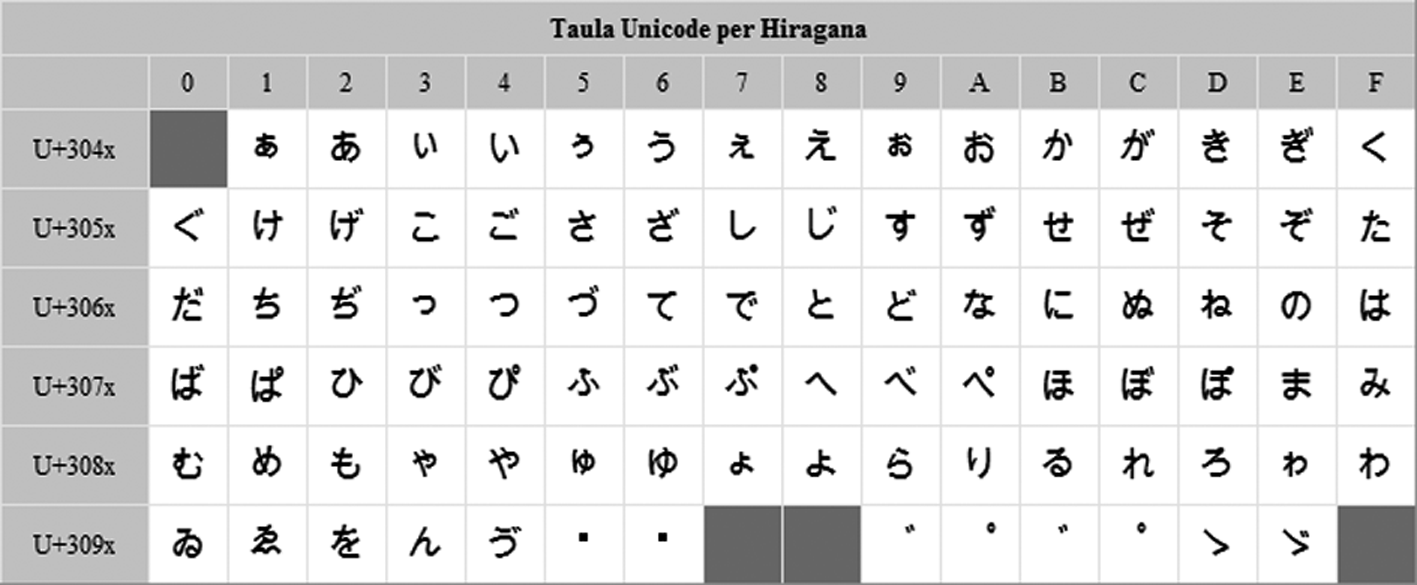 Taula Unicode per Hiragana
0 1 2 3 4 5 6 7 8 9 A B C D E F
U+304x ぁ あ ぃ い ぅ う ぇ え ぉ お か が き ぎ く
U+305x ぐ け げ こ ご さ ざ し じ す ず せ ぜ そ ぞ た
U+306x だ ち ぢ っ つ づ て で と ど な に ぬ ね の は
U+307x ば ぱ ひ び ぴ ふ ぶ ぷ へ べ ぺ ほ ぼ ぽ ま み
U+308x む め も ゃ や ゅ ゆ ょ よ ら り る れ ろ ゎ わ
U+309x ゐ ゑ を ん ゔ ▪ ▪ ゛ ゜ ゛ ゜ ゝ ゞ